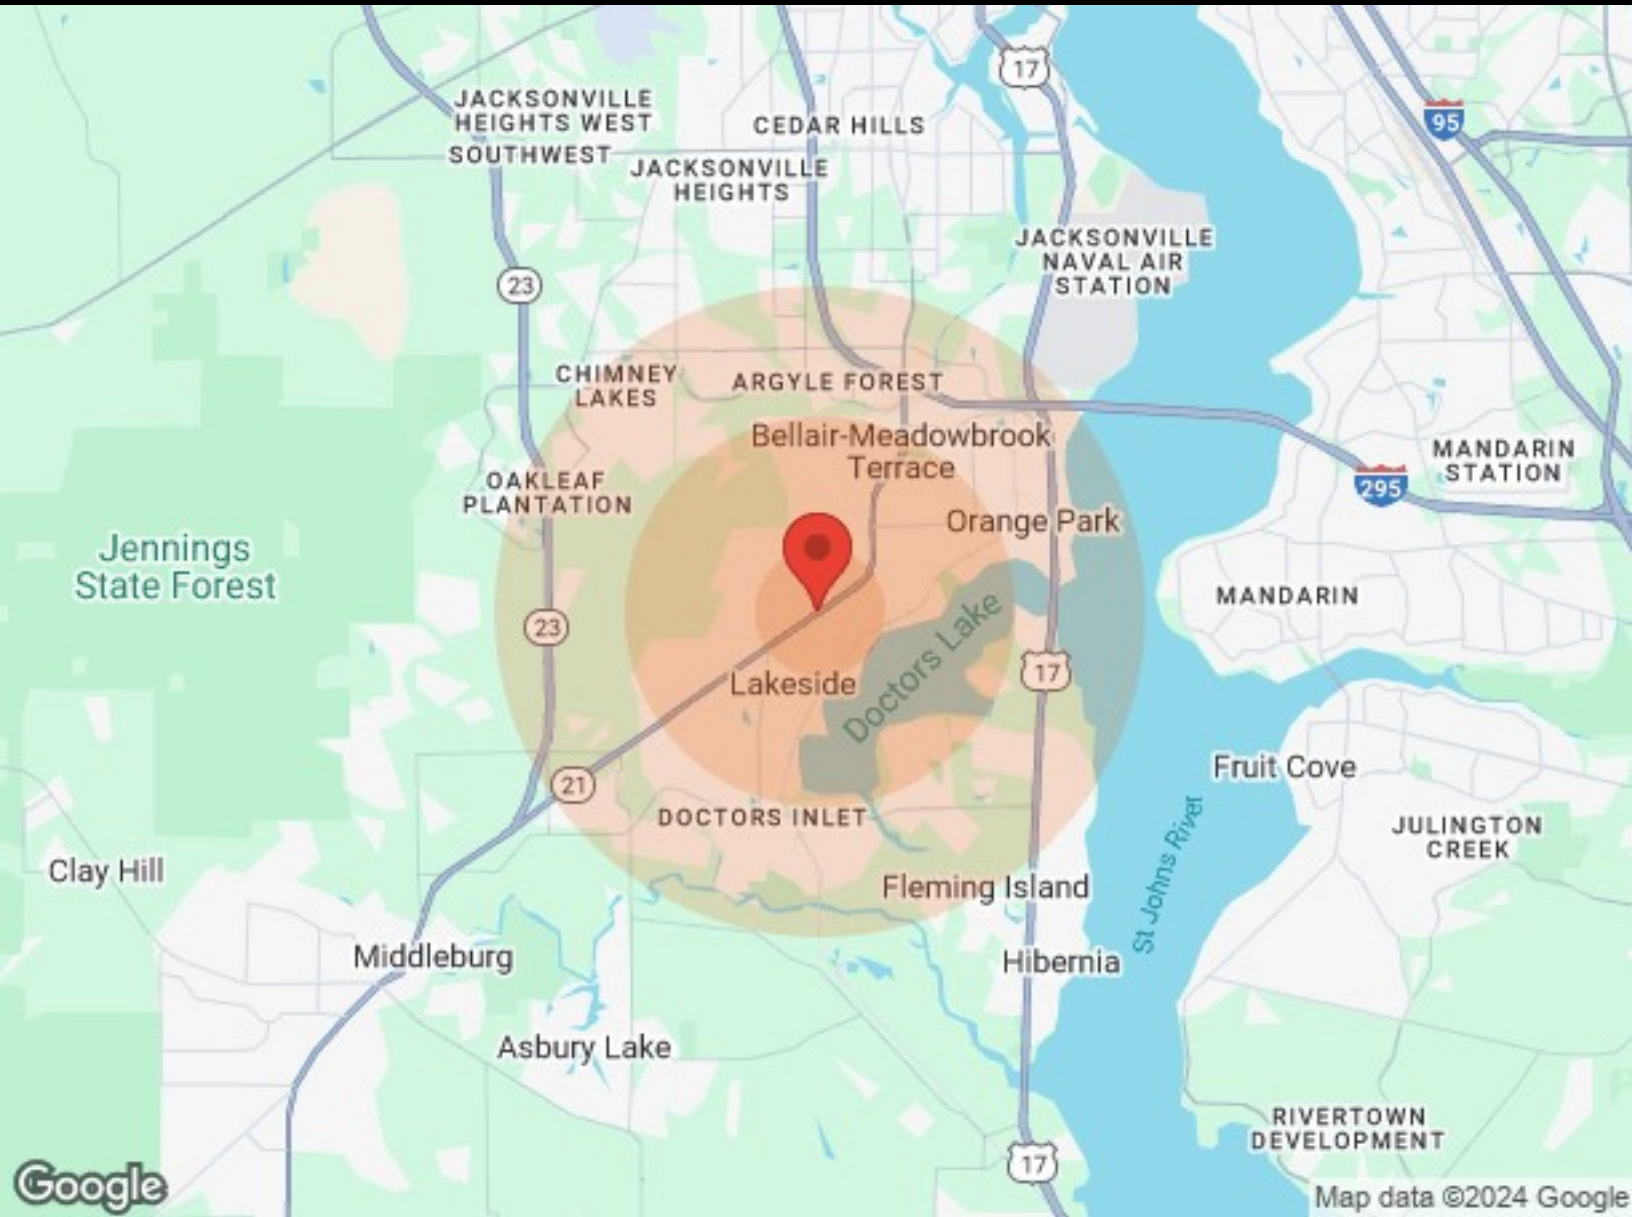 17
JACKSONVILLE
HEIGHTS WEST
CEDAR HILLS
95
SOUTHWEST
JACKSONVILLE
HEIGHTS
JACKSONVILLE
NAVAL AIR
STATION
23
CHIMNEY
LAKES
ARGYLE FOREST
Bellair-Meadowbrook
Terrace
MANDARIN
STATION
OAKLEAF
PLANTATION
295
Orange Park
Jennings
State Forest
MANDARIN
23
Doctors Lake
17
Lakeside
Fruit Cove
21
DOCTORS INLET
JULINGTON
CREEK
St Johns River
Clay Hill
Fleming Island
Middleburg
Hibernia
Asbury Lake
RIVERTOWN
DEVELOPMENT
17
Google
Map data ©2024 Google